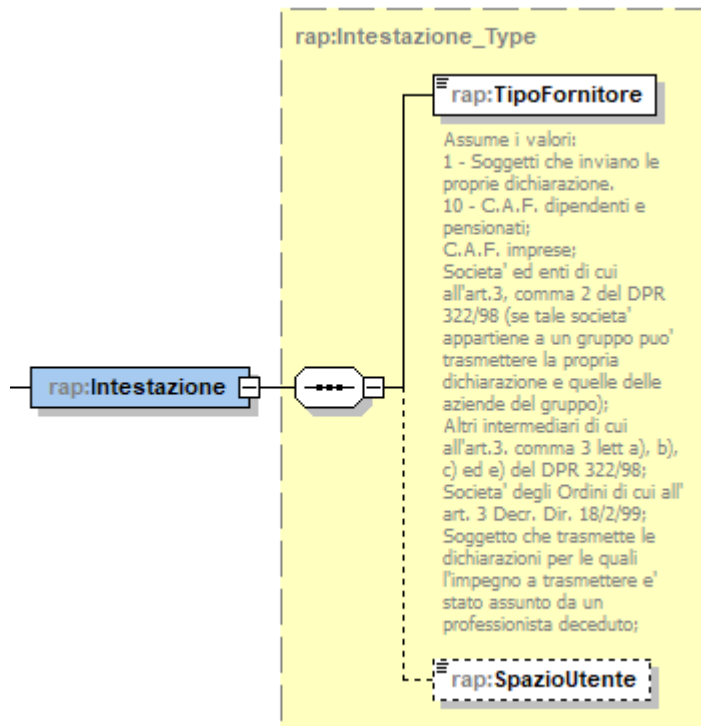 rap:Intestazione_Type
rap:TipoFornitore
Assume i valori:
1 - Soggetti che inviano le
proprie dichiarazione.
10 - C.A.F. dipendenti e
pensionati;
C.A.F. imprese;
Societa' ed enti di cui
all'art.3, comma 2 del DPR
322/98 (se tale societa'
appartiene a un gruppo puo'
trasmettere la propria
dichiarazione e quelle delle
aziende del gruppo);
Altri intermediari di cui
all'art.3. comma 3 lett a), b),
c) ed e) del DPR 322/98;
Societa' degli Ordini di cui all'
art. 3 Decr. Dir. 18/2/99;
Soggetto che trasmette le
dichiarazioni per le quali
l'impegno a trasmettere e'
stato assunto da un
professionista deceduto;
rap:Intestazione
rap:SpazioUtente